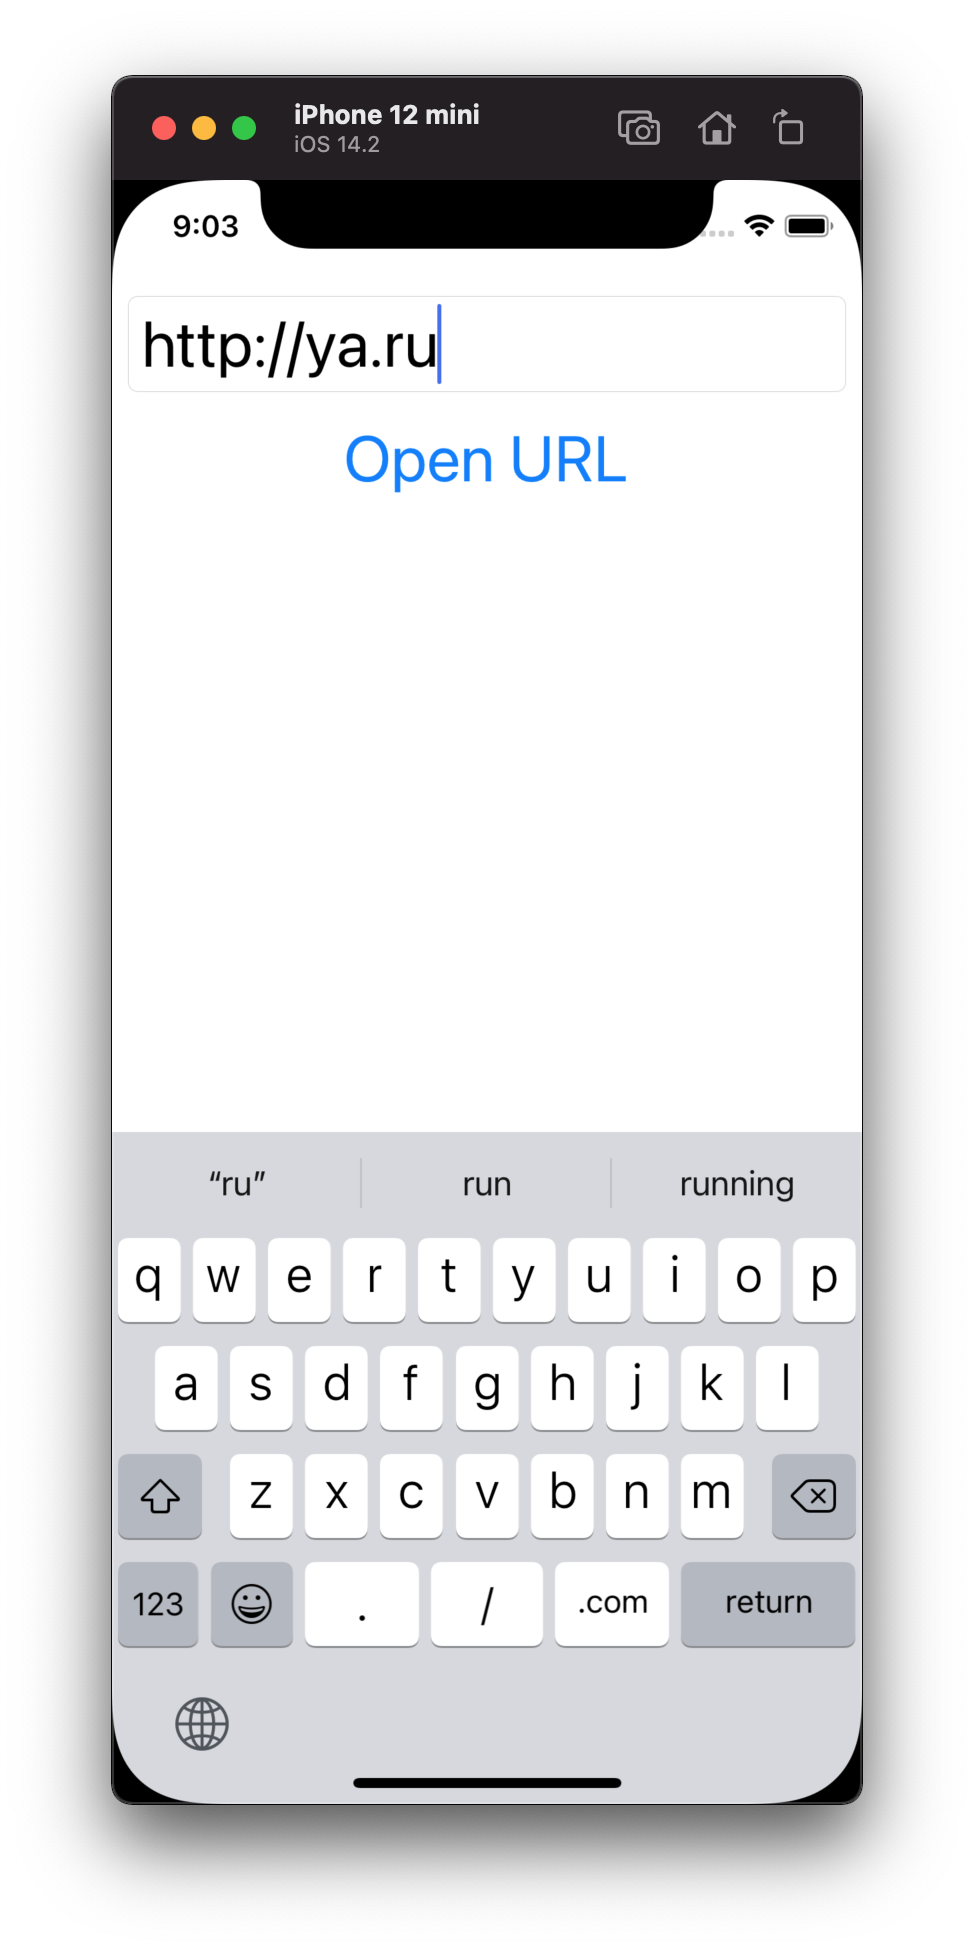 iPhone 12 mini
iOS 14.2
9:03
http://ya.ru
Open URL
“ru” run running
q w e r t y u i o p
a s d f g h j k l
z x c v b n m
123 . / .com return